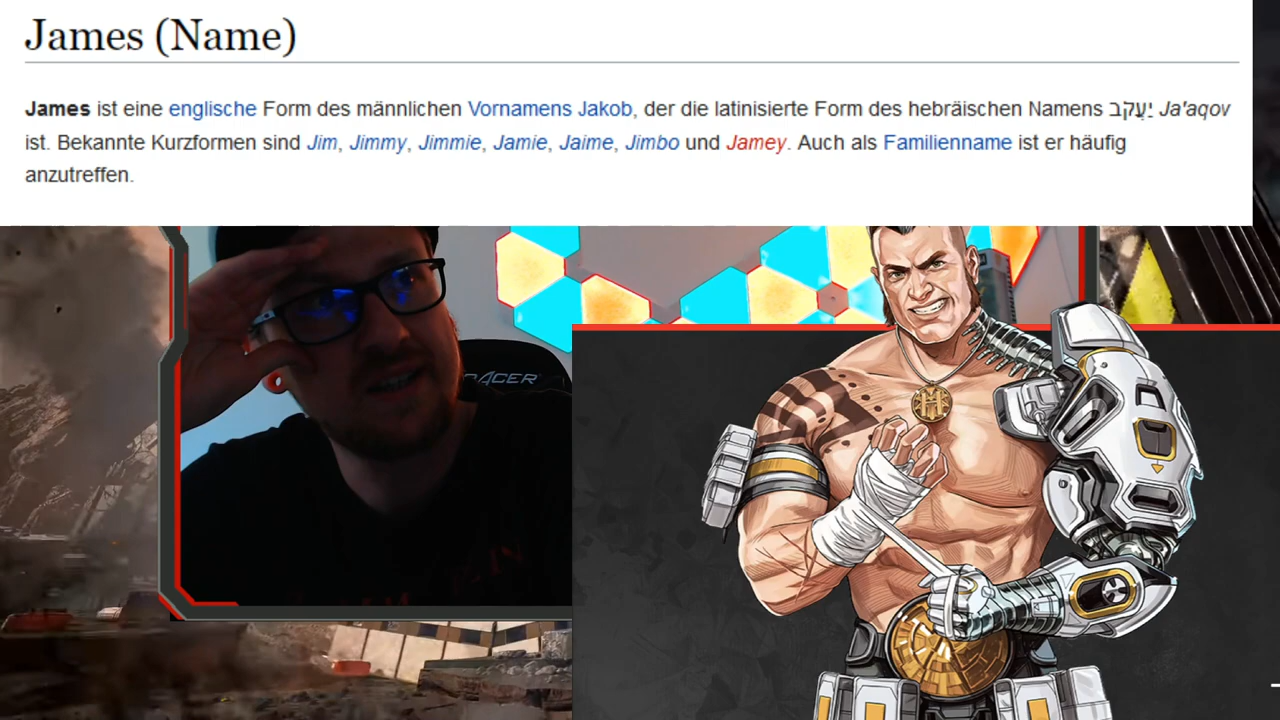 James (Name)
James ist eine englische Form des männlichen Vornamens Jakob, der die latinisierte Form des hebräischen Namens יַעֲקֹב Ja'aqov
ist. Bekannte Kurzformen sind Jim, Jimmy, Jimmie, Jamie, Jaime, Jimbo und Jamey. Auch als Familienname ist er häufig
anzutreffen.
RACER